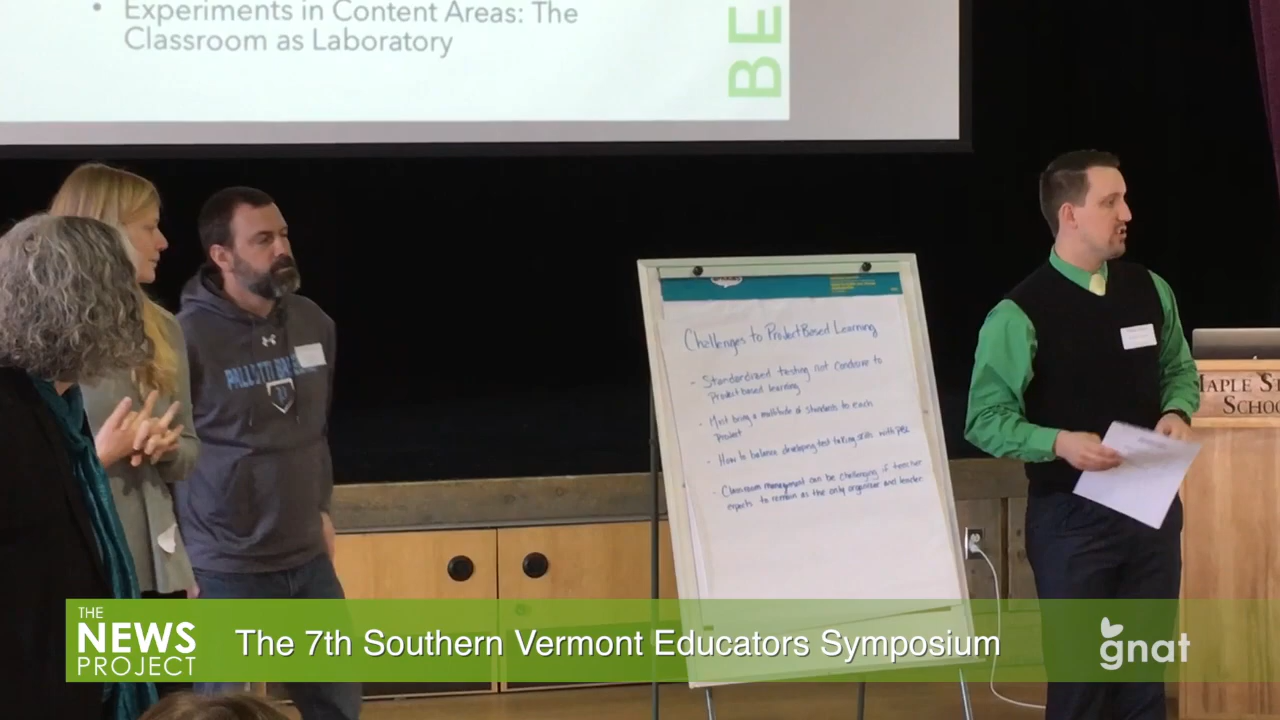 • Experiments in Content Areas: The
Classroom as Laboratory
BE
Challenges to Project Based Learning
- Standardized testing not conducive to
Project based learning
- Must bring a multitude of standards to each
Project
- How to balance developing test taking skills with PBL
- Classroom management can be challenging if teacher
expects to remain as the only organizer and leader
PALLOTTI BA
MAPLE ST
SCHOO
THE
NEWS
PROJECT
The 7th Southern Vermont Educators Symposium
gnat